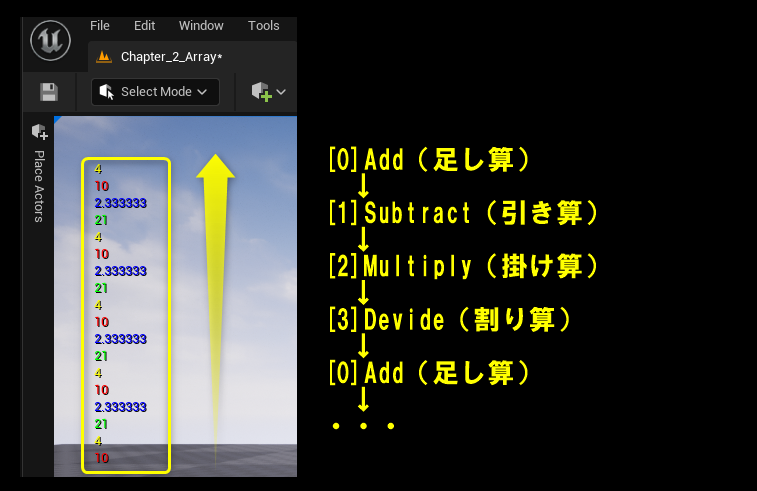 File Edit Window Tools
Chapter_2_Array*
Select Mode
Place Actors
4
10
2.333333
21
4
10
2.333333
21
4
10
2.333333
21
4
10
2.333333
21
4
10
[0]Add（足し算）
↓
[1]Subtract（引き算）
↓
[2]Multiply（掛け算）
↓
[3]Devide（割り算）
↓
[0]Add（足し算）
↓
・・・